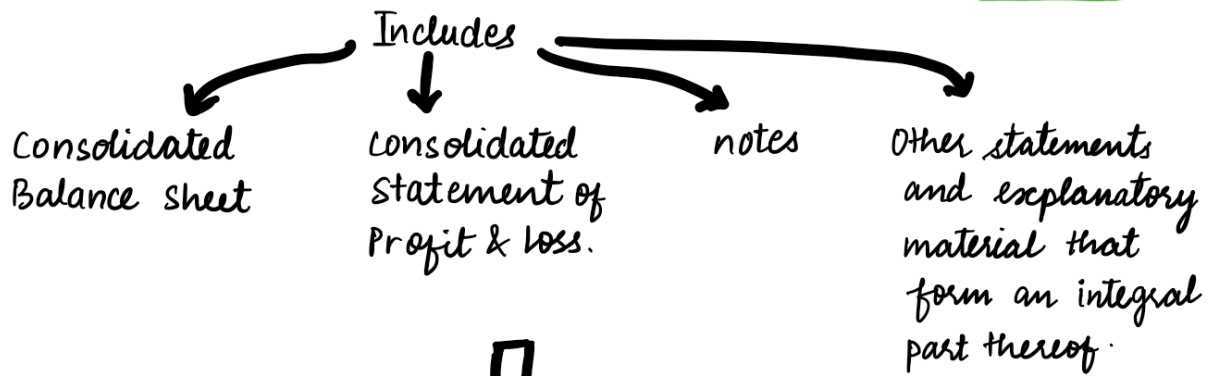 Includes
Consolidated
Balance sheet
Consolidated
Statement of
Profit & Loss.
notes
Other statements
and explanatory
material that
form an integral
part thereof.